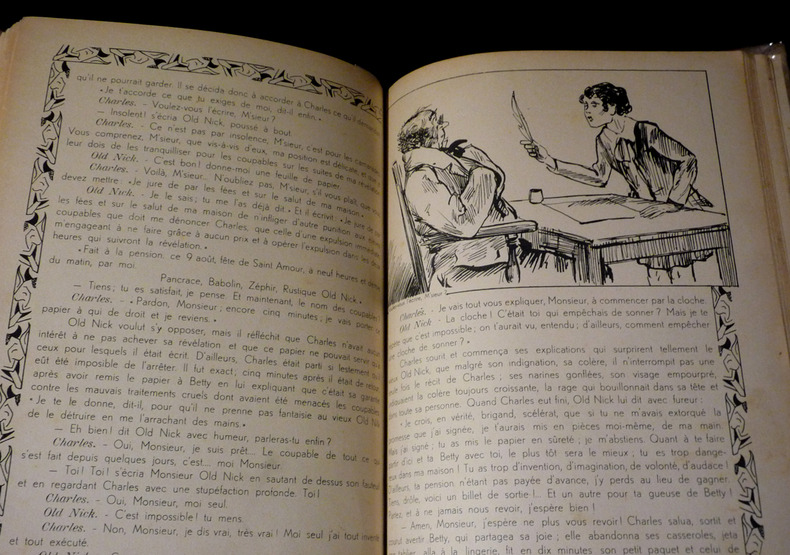 qu'il ne pourrait garder. Il se décida donc à accorder à Charles ce qu'il
« Je t'accorde ce que tu exiges de moi, dit-il enfin. »
Charles. - Voulez-vous l'écrire, M'sieur ?
— Insolent! s'écria Old Nick, poussé à bout.
Charles. - Ce n'est pas par insolence, M'sieur, c'est pour les
Vous comprenez, M'sieur, que vis-à-vis d'eux, ma position est délicate, et
leur dois de les tranquilliser pour les coupables sur les suites de ma
Old Nick. - C'est bon! donne-moi une feuille de papier.
Charles. - Voilà, M'sieur... N'oubliez pas, M'sieur, s'il vous plaît, que
devez mettre : «Je jure de par les fées et sur le salut de ma maison. »
Old Nick. - Je le sais; tu me l'as déjà dit. » Et il écrivit : « Je jure de par
les fées et sur le salut de ma maison de n'infliger d'autre punition aux
coupables que doit me dénoncer Charles, que celle d'une expulsion
m'engageant à ne faire grâce à aucun prix et à opérer l'expulsion dans les
heures qui suivront la révélation. »
« Fait à la pension, ce 9 août, fête de Saint Amour, à neuf heures et
du matin, par moi
Pancrace, Babolin, Zéphir, Rustique Old Nick. »
— Tiens; tu es satisfait, je pense. Et maintenant, le nom des
Charles. - « Pardon, Monsieur; encore cinq minutes; je vais porter ce
papier à qui de droit et je reviens. »
Old Nick voulut s'y opposer, mais il réfléchit que Charles n'avait aucun
intérêt à ne pas achever sa révélation et que ce papier ne pouvait servir
ceux pour lesquels il était écrit. D'ailleurs, Charles était parti si lestement
eût été impossible de l'arrêter. Il fut exact; cinq minutes après il était de retour
après avoir remis le papier à Betty en lui expliquant que c'était sa garantie
contre les mauvais traitements cruels dont avaient été menacés les
« Je te le donne, dit-il, pour qu'il ne prenne pas fantaisie au vieux Old Nick
de le détruire en me l'arrachant des mains. »
— Eh bien! dit Old Nick avec humeur, parleras-tu enfin ?
Charles. - Oui, Monsieur, je suis prêt... Le coupable de tout ce qui
s'est fait depuis quelques jours, c'est... moi Monsieur.
— Toi! Toi! s'écria Monsieur Old Nick en sautant de dessus son fauteuil
et en regardant Charles avec une stupéfaction profonde. Toi!
Charles. - Oui, Monsieur, moi seul.
Old Nick. - C'est impossible! tu mens.
Charles. - Non, Monsieur, je dis vrai, très vrai! Moi seul j'ai tout inventé
et tout exécuté.
Old Nick.
l'écrire, M'sieur
Charles. - Je vais tout vous expliquer, Monsieur, à commencer par la cloche.
Old Nick - La cloche! C'était toi qui empêchais de sonner ? Mais je te
que c'est impossible; on t'aurait vu, entendu; d'ailleurs, comment empêcher
cloche de sonner ? »
Charles sourit et commença ses explications qui surprirent tellement le
Old Nick, que malgré son indignation, sa colère, il n'interrompit pas une
fois le récit de Charles; ses narines gonflées, son visage empourpré,
la colère toujours croissante, la rage qui bouillonnait dans sa tête et
toute sa personne. Quand Charles eut fini, Old Nick lui dit avec fureur :
« Je crois, en vérité, brigand, scélérat, que si tu ne m'avais extorqué la
que j'ai signée, je t'aurais mis en pièces moi-même, de ma main.
Mais j'ai signé; tu as mis le papier en sûreté; je m'abstiens. Quant à te faire
d'ici et ta Betty avec toi, le plus tôt sera le mieux; tu es trop dange-
dans ma maison! Tu as trop d'invention, d'imagination, de volonté, d'audace!
D'ailleurs, la pension n'étant pas payée d'avance, j'y perds au lieu de gagner.
Tiens, drôle, voici un billet de sortie!... Et un autre pour ta gueuse de Betty!
Partez, et à ne jamais nous revoir, j'espère bien!
— Amen, Monsieur, j'espère ne plus vous revoir! Charles salua, sortit et
avertir Betty, qui partagea sa joie; elle abandonna ses casseroles, jeta
tablier, alla à la lingerie, fit en dix minutes son petit paquet et celui de